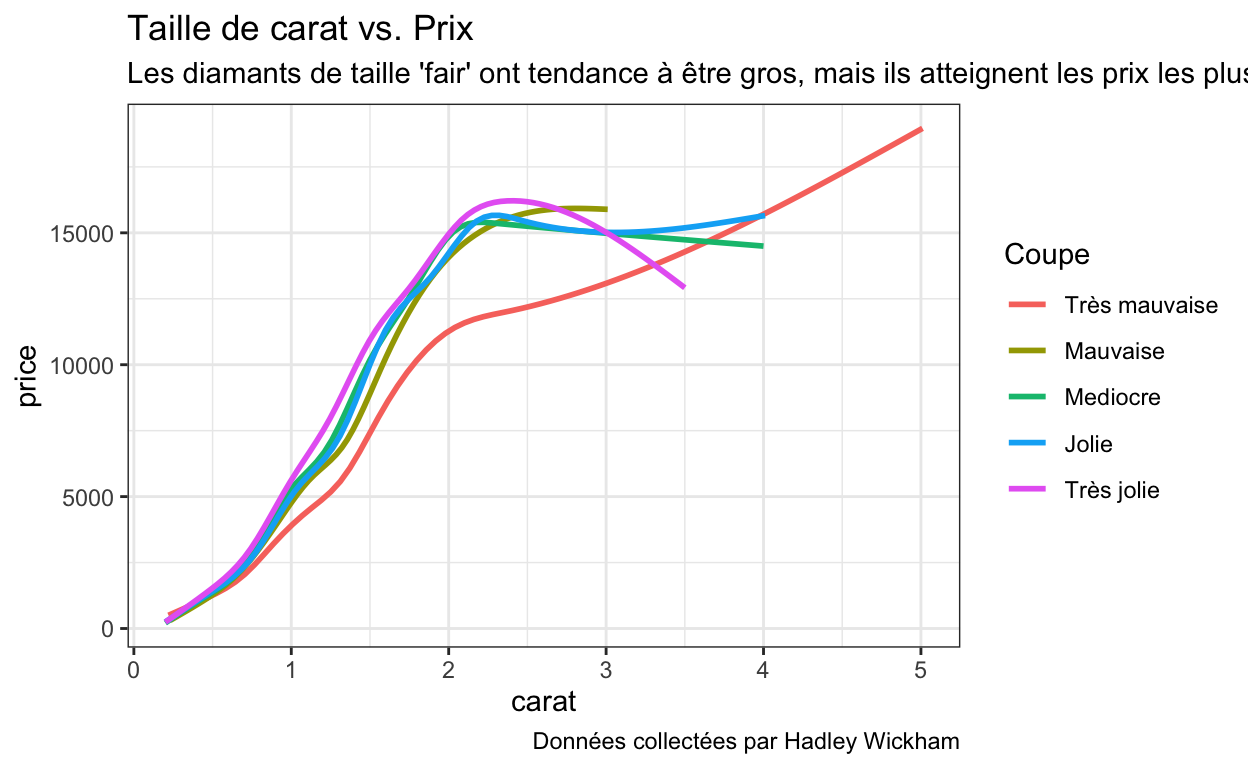 Taille de carat vs. Prix
Les diamants de taille 'fair' ont tendance à être gros, mais ils atteignent les prix les plus
price
15000
10000
5000
0
0 1 2 3 4 5
carat
Coupe
Très mauvaise
Mauvaise
Mediocre
Jolie
Très jolie
Données collectées par Hadley Wickham